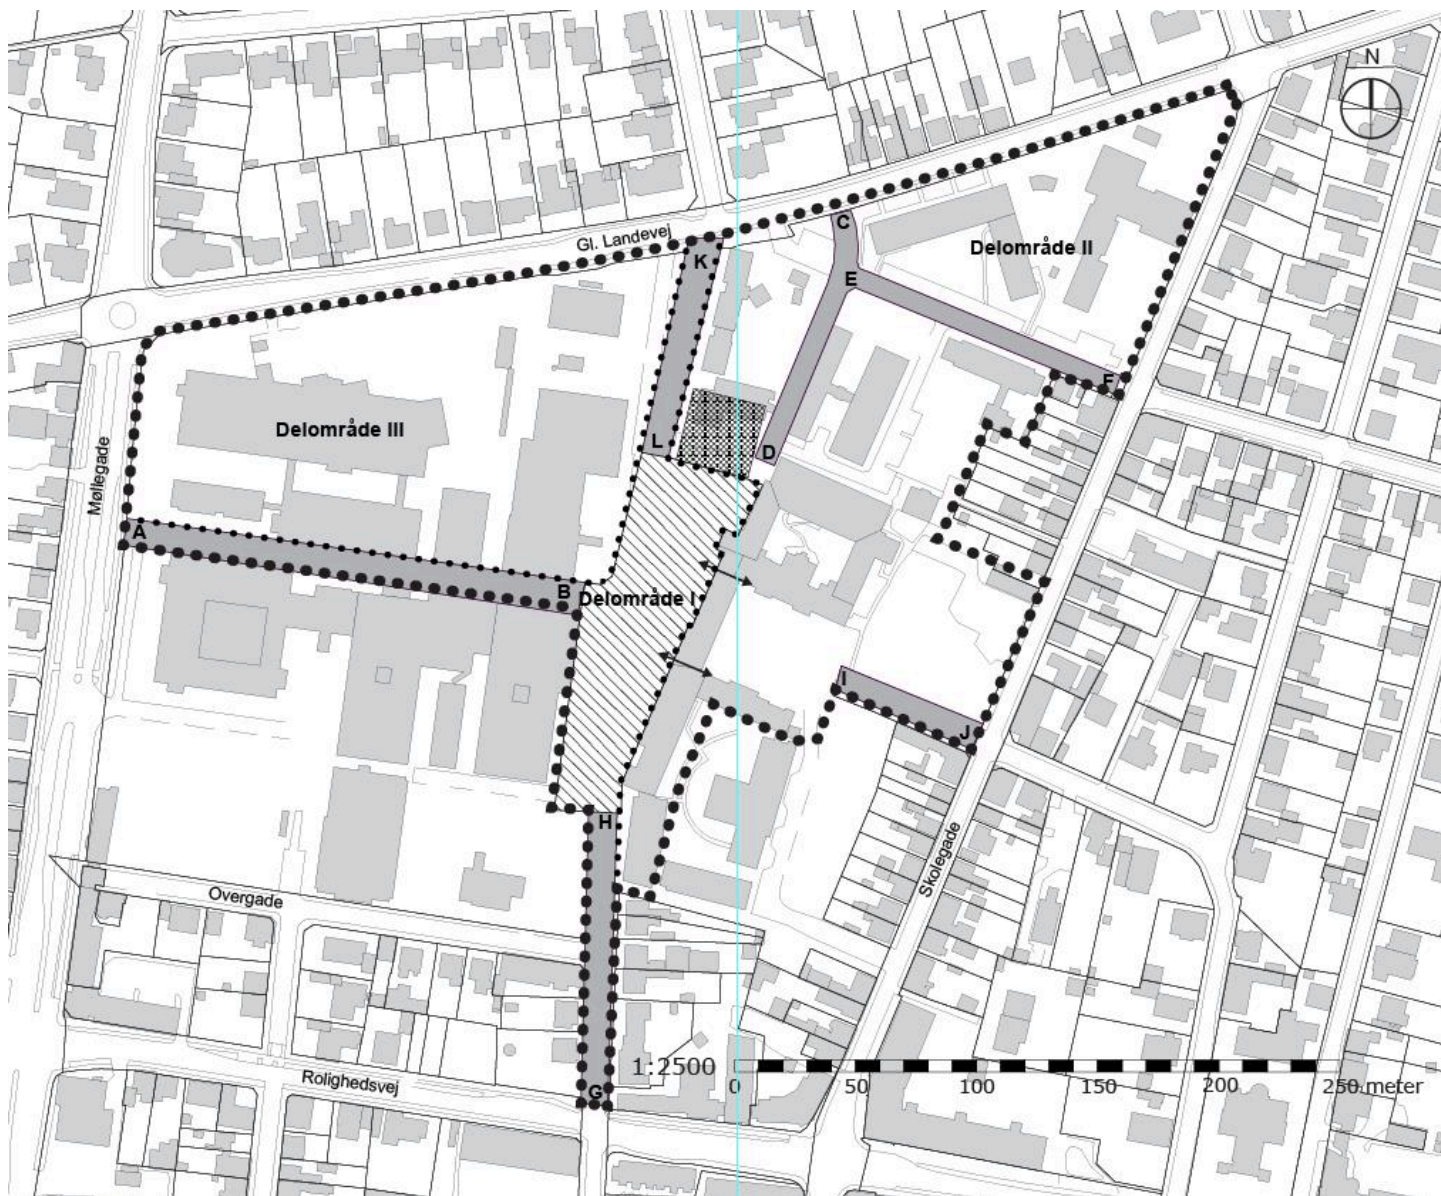 N
C
Gl. Landevej
Delområde II
K
E
F
Delområde III
L
D
Møllegade
A
B
Delområde I
I
J
H
Skolegade
Overgade
1:2500
Rolighedsvej
G
0 50 100 150 200 250 meter